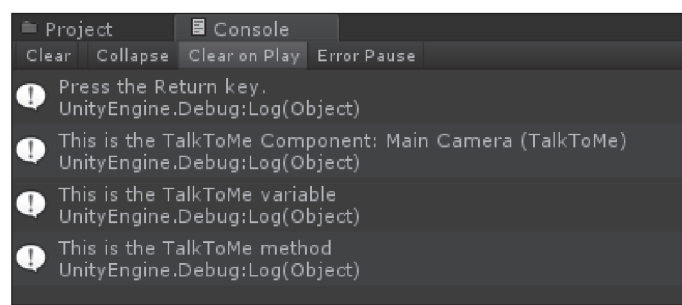 Project Console
Clear Collapse Clear on Play Error Pause
Press the Return key.
UnityEngine.Debug:Log(Object)
This is the TalkToMe Component: Main Camera (TalkToMe)
UnityEngine.Debug:Log(Object)
This is the TalkToMe variable
UnityEngine.Debug:Log(Object)
This is the TalkToMe method
UnityEngine.Debug:Log(Object)